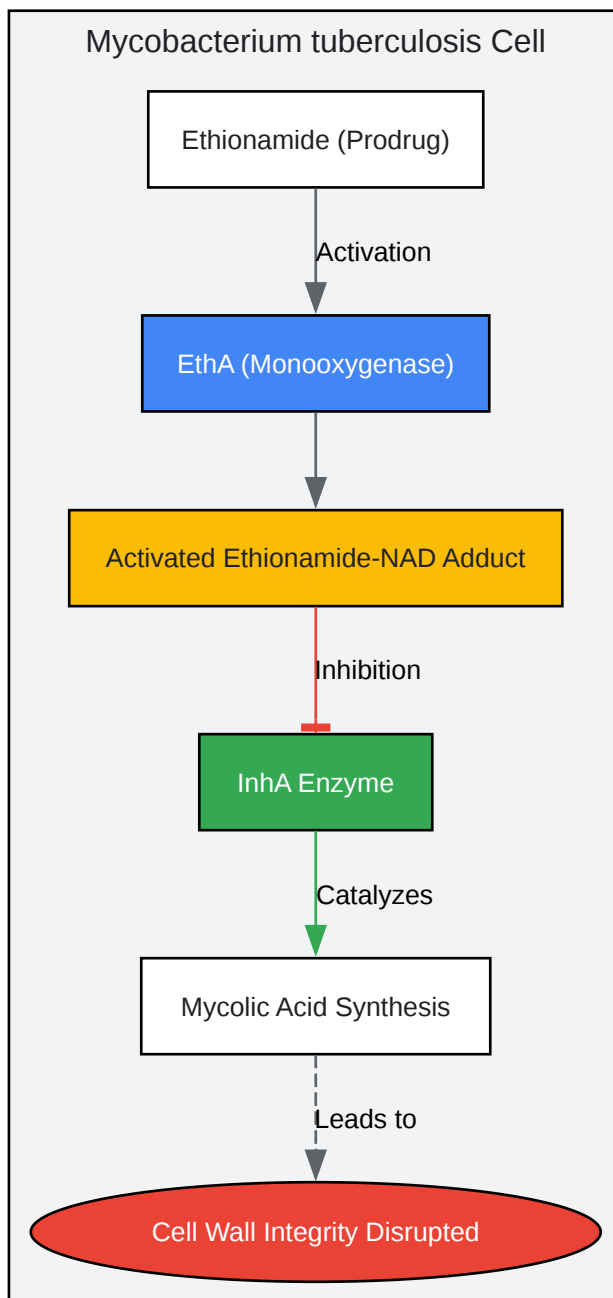 Mycobacterium tuberculosis Cell
Ethionamide (Prodrug)
Activation
EthA (Monooxygenase)
Activated Ethionamide-NAD Adduct
Inhibition
InhA Enzyme
Catalyzes
Mycolic Acid Synthesis
Leads to
Cell Wall Integrity Disrupted